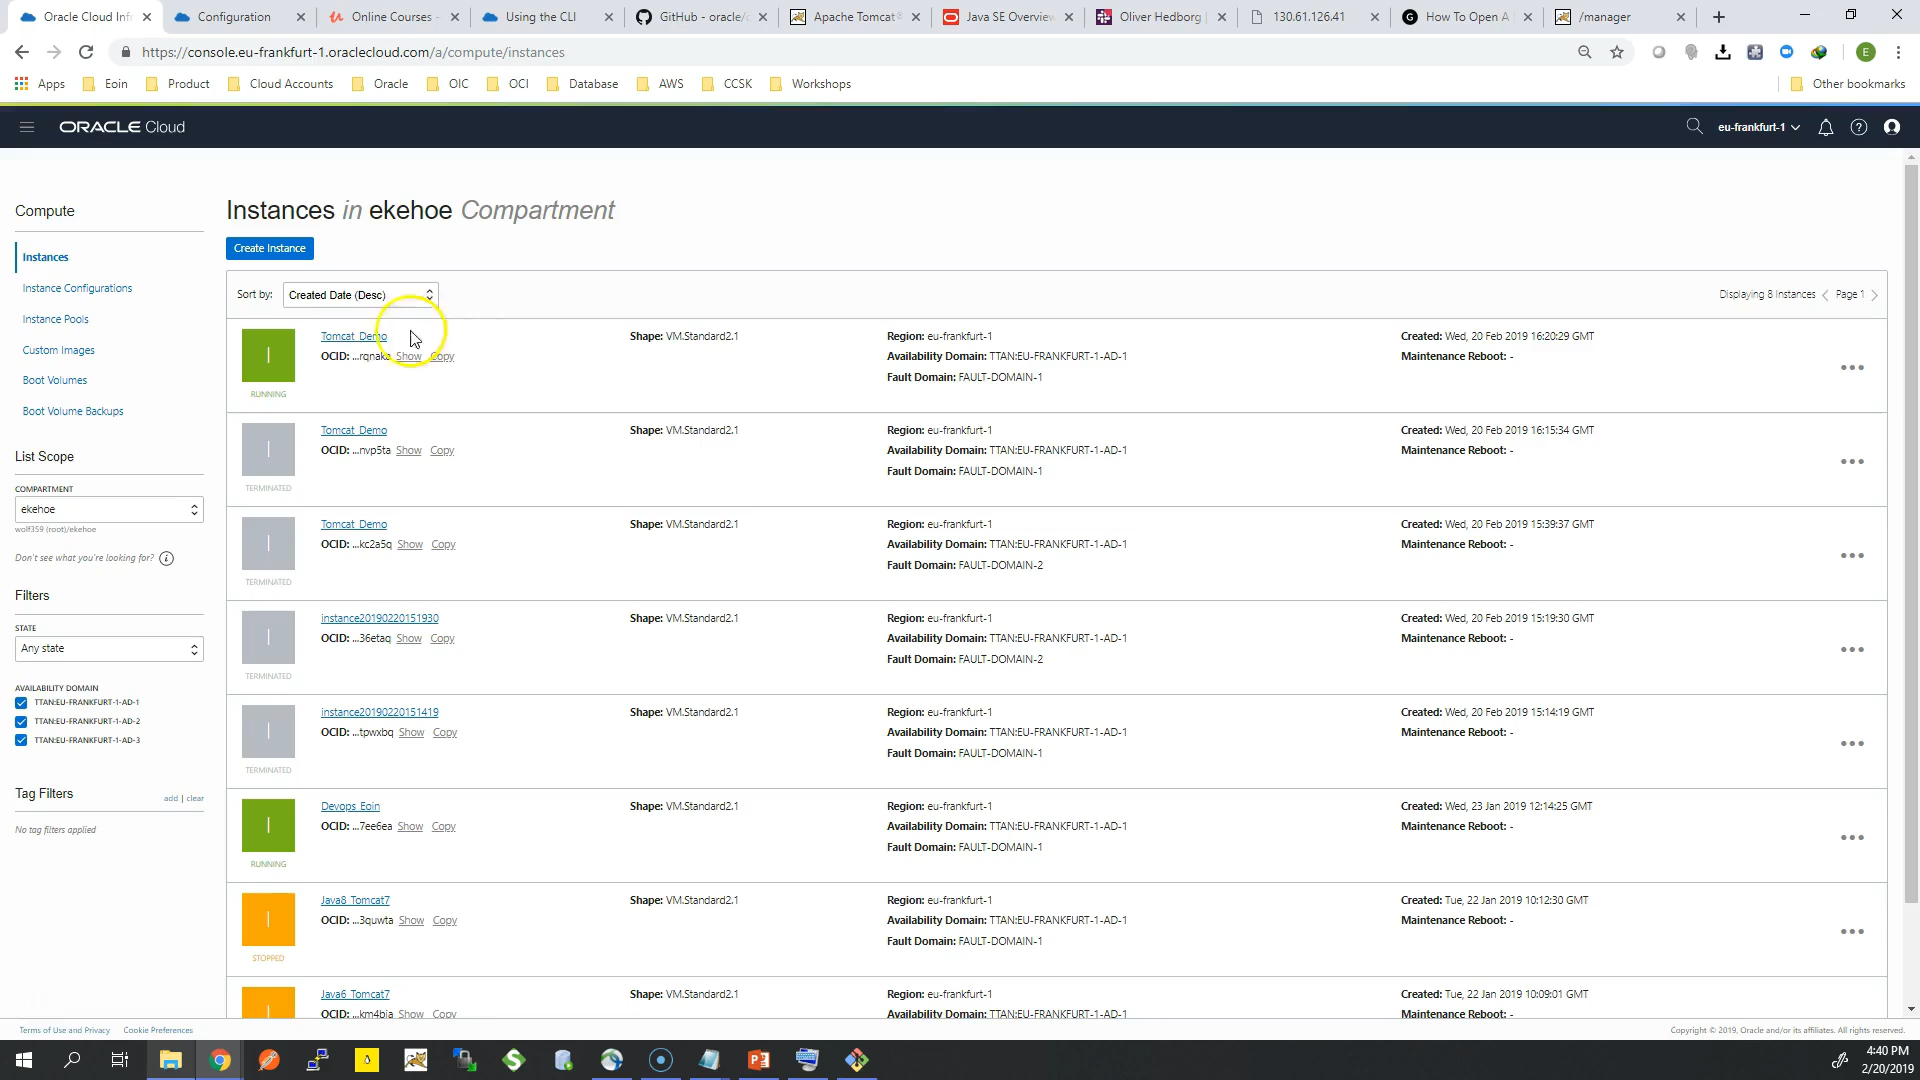 Oracle Cloud Infr
Configuration
Online Courses -
Using the CLI
GitHub - oracle/c
Apache Tomcat®
Java SE Overview
Oliver Hedborg |
130.61.126.41
How To Open A
/manager
https://console.eu-frankfurt-1.oraclecloud.com/a/compute/instances
E
Apps
Eoin
Product
Cloud Accounts
Oracle
OIC
OCI
Database
AWS
CCSK
Workshops
Other bookmarks
ORACLE Cloud
eu-frankfurt-1
Compute
Instances
Instance Configurations
Instance Pools
Custom Images
Boot Volumes
Boot Volume Backups
List Scope
COMPARTMENT
ekehoe
wolf359 (root)/ekehoe
Don't see what you're looking for?
Filters
STATE
Any state
AVAILABILITY DOMAIN
TTAN:EU-FRANKFURT-1-AD-1
TTAN:EU-FRANKFURT-1-AD-2
TTAN:EU-FRANKFURT-1-AD-3
Tag Filters
add | clear
No tag filters applied
Instances in ekehoe Compartment
Create Instance
Sort by: Created Date (Desc)
Displaying 8 Instances < Page 1 >
Tomcat_Demo Shape: VM.Standard2.1 Region: eu-frankfurt-1 Created: Wed, 20 Feb 2019 16:20:29 GMT
OCID: ...rqnaka Show Copy Availability Domain: TTAN:EU-FRANKFURT-1-AD-1 Maintenance Reboot: -
Fault Domain: FAULT-DOMAIN-1
RUNNING
Tomcat_Demo Shape: VM.Standard2.1 Region: eu-frankfurt-1 Created: Wed, 20 Feb 2019 16:15:34 GMT
OCID: ...nvp5ta Show Copy Availability Domain: TTAN:EU-FRANKFURT-1-AD-1 Maintenance Reboot: -
Fault Domain: FAULT-DOMAIN-1
TERMINATED
Tomcat_Demo Shape: VM.Standard2.1 Region: eu-frankfurt-1 Created: Wed, 20 Feb 2019 15:39:37 GMT
OCID: ...kc2a5q Show Copy Availability Domain: TTAN:EU-FRANKFURT-1-AD-1 Maintenance Reboot: -
Fault Domain: FAULT-DOMAIN-2
TERMINATED
instance20190220151930 Shape: VM.Standard2.1 Region: eu-frankfurt-1 Created: Wed, 20 Feb 2019 15:19:30 GMT
OCID: ...36etaq Show Copy Availability Domain: TTAN:EU-FRANKFURT-1-AD-1 Maintenance Reboot: -
Fault Domain: FAULT-DOMAIN-2
TERMINATED
instance20190220151419 Shape: VM.Standard2.1 Region: eu-frankfurt-1 Created: Wed, 20 Feb 2019 15:14:19 GMT
OCID: ...tpwxbq Show Copy Availability Domain: TTAN:EU-FRANKFURT-1-AD-1 Maintenance Reboot: -
Fault Domain: FAULT-DOMAIN-1
TERMINATED
Devops_Eoin Shape: VM.Standard2.1 Region: eu-frankfurt-1 Created: Wed, 23 Jan 2019 12:14:25 GMT
OCID: ...7ee6ea Show Copy Availability Domain: TTAN:EU-FRANKFURT-1-AD-1 Maintenance Reboot: -
Fault Domain: FAULT-DOMAIN-1
RUNNING
Java8_Tomcat7 Shape: VM.Standard2.1 Region: eu-frankfurt-1 Created: Tue, 22 Jan 2019 10:12:30 GMT
OCID: ...3quwta Show Copy Availability Domain: TTAN:EU-FRANKFURT-1-AD-1 Maintenance Reboot: -
Fault Domain: FAULT-DOMAIN-1
STOPPED
Java6_Tomcat7 Shape: VM.Standard2.1 Region: eu-frankfurt-1 Created: Tue, 22 Jan 2019 10:09:01 GMT
OCID: ...km4bja Show Copy Availability Domain: TTAN:EU-FRANKFURT-1-AD-1 Maintenance Reboot: -
Terms of Use and Privacy Cookie Preferences
Copyright © 2019, Oracle and/or its affiliates. All rights reserved.
4:40 PM
2/20/2019